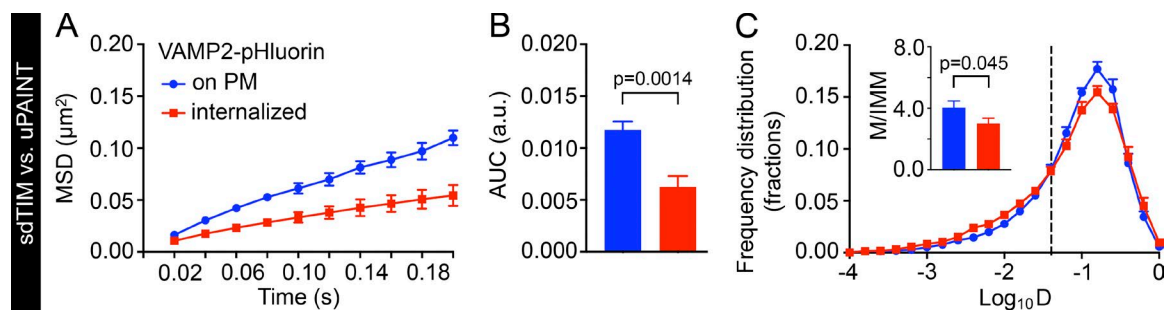 sdTIM vs. uPAINT
A
MSD (μm²)
0.20
0.15
0.10
0.05
0.00
VAMP2-pHluorin
on PM
internalized
0.02
0.06
0.10
0.14
0.18
Time (s)
B
AUC (a.u.)
0.020
0.015
0.010
0.005
0.000
p=0.0014
C
Frequency distribution
(fractions)
0.20
0.15
0.10
0.05
0.00
M/IMM
8.0
4.0
0.0
p=0.045
-4
-3
-2
-1
0
Log₁₀D